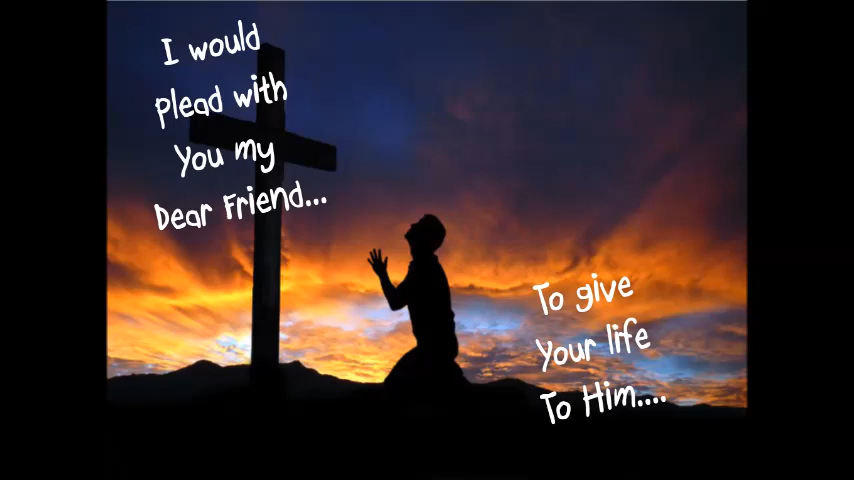 I would
plead with
You my
Dear Friend...
To give
Your life
To Him....